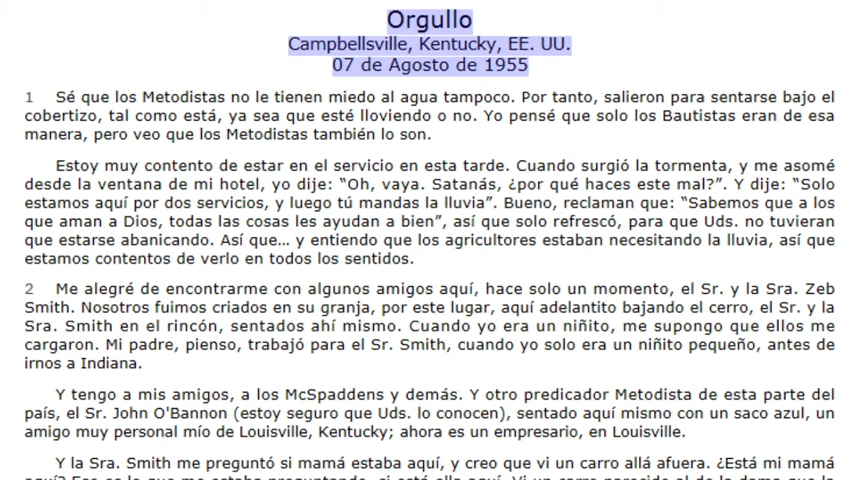 Orgullo
Campbellsville, Kentucky, EE. UU.
07 de Agosto de 1955
1 Sé que los Metodistas no le tienen miedo al agua tampoco. Por tanto, salieron para sentarse bajo el
cobertizo, tal como está, ya sea que esté lloviendo o no. Yo pensé que solo los Bautistas eran de esa
manera, pero veo que los Metodistas también lo son.
Estoy muy contento de estar en el servicio en esta tarde. Cuando surgió la tormenta, y me asomé
desde la ventana de mi hotel, yo dije: “Oh, vaya. Satanás, ¿por qué haces este mal?”. Y dije: “Solo
estamos aquí por dos servicios, y luego tú mandas la lluvia”. Bueno, reclaman que: “Sabemos que a los
que aman a Dios, todas las cosas les ayudan a bien”, así que solo refrescó, para que Uds. no tuvieran
que estarse abanicando. Así que… y entiendo que los agricultores estaban necesitando la lluvia, así que
estamos contentos de verlo en todos los sentidos.
2 Me alegré de encontrarme con algunos amigos aquí, hace solo un momento, el Sr. y la Sra. Zeb
Smith. Nosotros fuimos criados en su granja, por este lugar, aquí adelantito bajando el cerro, el Sr. y la
Sra. Smith en el rincón, sentados ahí mismo. Cuando yo era un niñito, me supongo que ellos me
cargaron. Mi padre, pienso, trabajó para el Sr. Smith, cuando yo solo era un niñito pequeño, antes de
irnos a Indiana.
Y tengo a mis amigos, a los McSpaddens y demás. Y otro predicador Metodista de esta parte del
país, el Sr. John O'Bannon (estoy seguro que Uds. lo conocen), sentado aquí mismo con un saco azul, un
amigo muy personal mío de Louisville, Kentucky; ahora es un empresario, en Louisville.
Y la Sra. Smith me preguntó si mamá estaba aquí, y creo que vi un carro allá afuera. ¿Está mi mamá